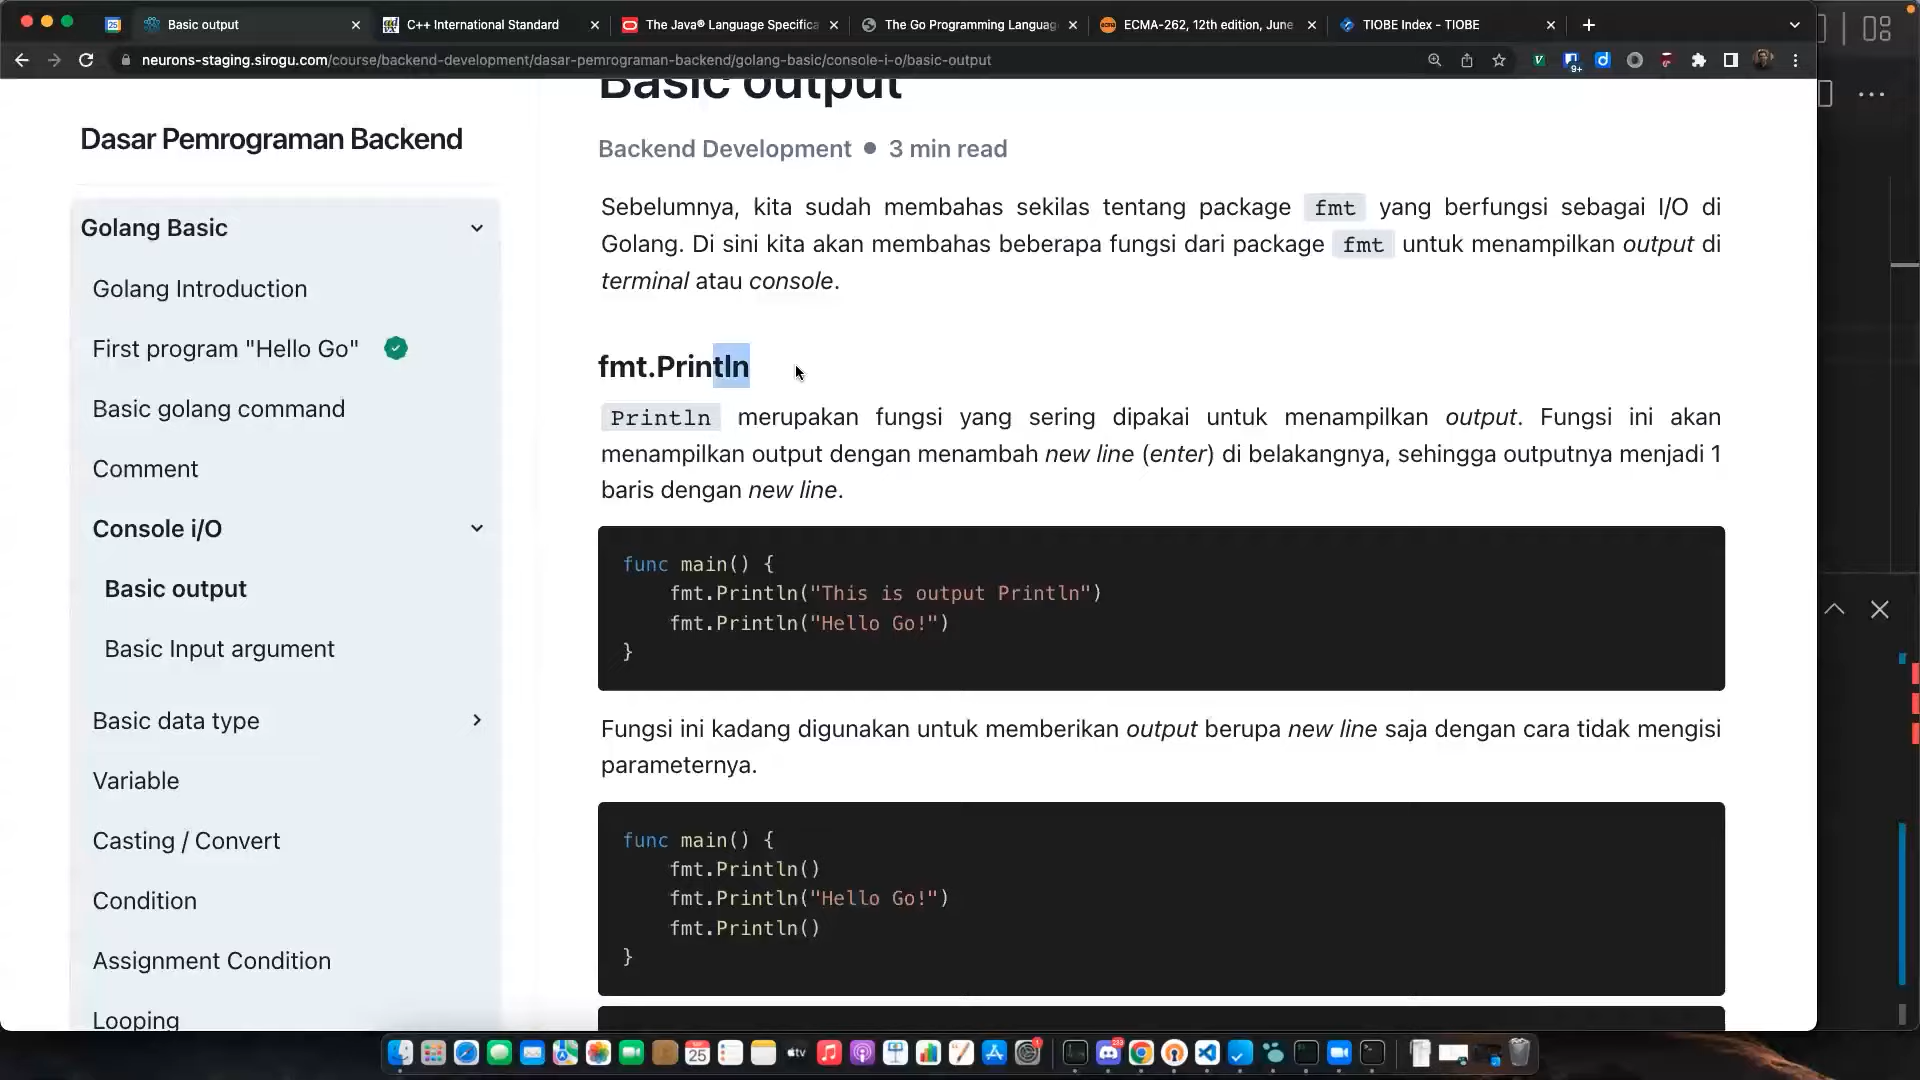 Basic output
C++ International Standard
The Java® Language Specifica
The Go Programming Languag
ECMA-262, 12th edition, June
TIOBE Index - TIOBE
neurons-staging.sirogu.com/course/backend-development/dasar-pemrograman-backend/golang-basic/console-i-o/basic-output
Dasar Pemrograman Backend
Golang Basic
Golang Introduction
First program "Hello Go"
Basic golang command
Comment
Console i/O
Basic output
Basic Input argument
Basic data type
Variable
Casting / Convert
Condition
Assignment Condition
Looping
Basic output
Backend Development ● 3 min read
Sebelumnya, kita sudah membahas sekilas tentang package fmt yang berfungsi sebagai I/O di
Golang. Di sini kita akan membahas beberapa fungsi dari package fmt untuk menampilkan output di
terminal atau console.
fmt.Println
Println merupakan fungsi yang sering dipakai untuk menampilkan output. Fungsi ini akan
menampilkan output dengan menambah new line (enter) di belakangnya, sehingga outputnya menjadi 1
baris dengan new line.
func main() {
fmt.Println("This is output Println")
fmt.Println("Hello Go!")
}
Fungsi ini kadang digunakan untuk memberikan output berupa new line saja dengan cara tidak mengisi
parameternya.
func main() {
fmt.Println()
fmt.Println("Hello Go!")
fmt.Println()
}
25
tv